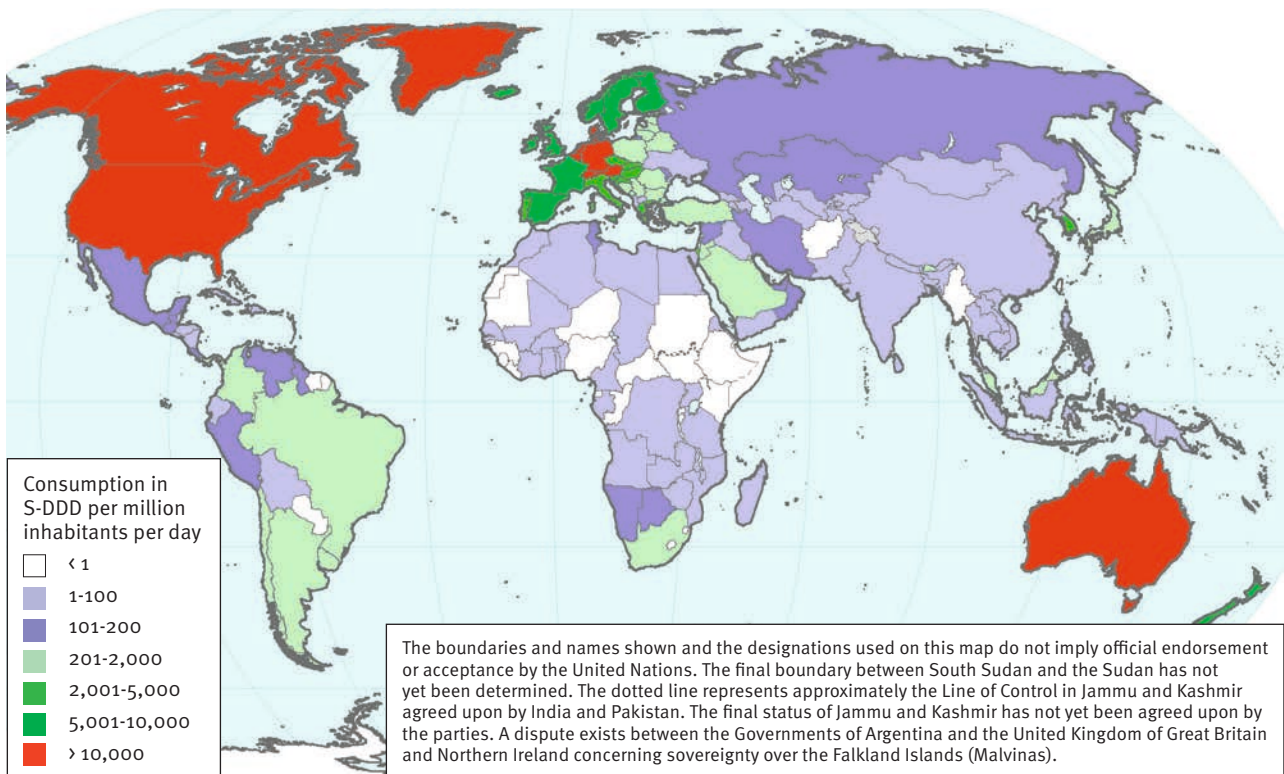 Consumption in
S-DDD per million
inhabitants per day
< 1
1-100
101-200
201-2,000
2,001-5,000
5,001-10,000
> 10,000
The boundaries and names shown and the designations used on this map do not imply official endorsement
or acceptance by the United Nations. The final boundary between South Sudan and the Sudan has not
yet been determined. The dotted line represents approximately the Line of Control in Jammu and Kashmir
agreed upon by India and Pakistan. The final status of Jammu and Kashmir has not yet been agreed upon by
the parties. A dispute exists between the Governments of Argentina and the United Kingdom of Great Britain
and Northern Ireland concerning sovereignty over the Falkland Islands (Malvinas).